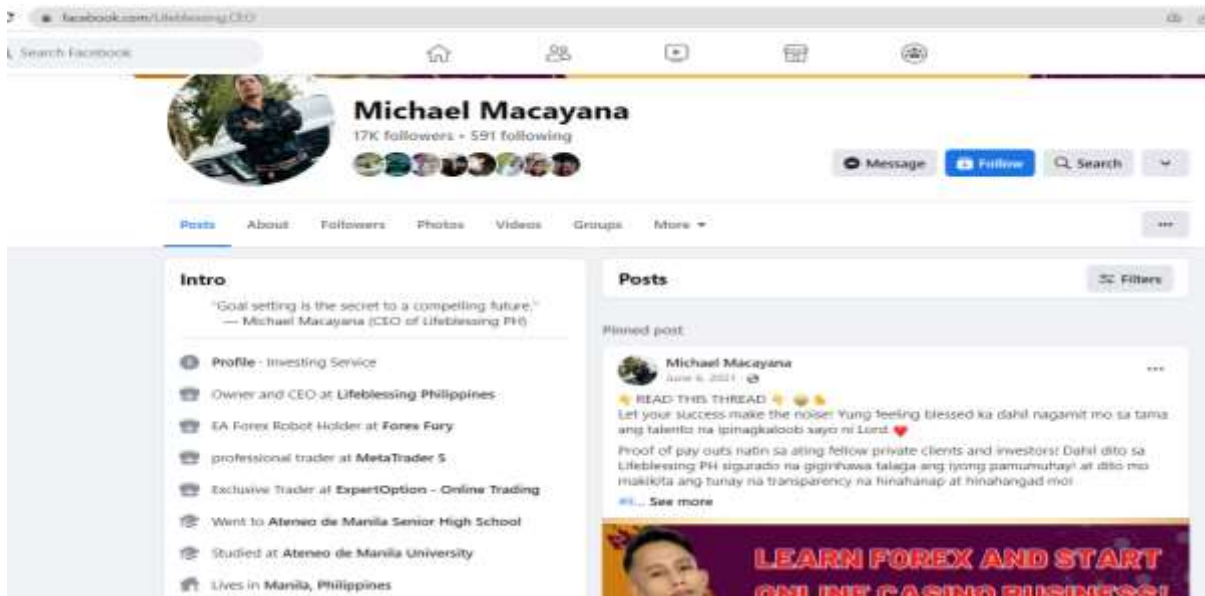 facebook.com/Lifeblessing.CEO
Search Facebook
Michael Macayana
17K followers • 591 following
Message
Follow
Search
Posts
About
Followers
Photos
Videos
Groups
More
Intro
"Goal setting is the secret to a compelling future."
— Michael Macayana (CEO of Lifeblessing PH)
Profile · Investing Service
Owner and CEO at Lifeblessing Philippines
EA Forex Robot Holder at Forex Fury
professional trader at MetaTrader 5
Exclusive Trader at ExpertOption - Online Trading
Went to Ateneo de Manila Senior High School
Studied at Ateneo de Manila University
Lives in Manila, Philippines
Posts
Filters
Pinned post
Michael Macayana
June 6, 2021
READ THIS THREAD
Let your success make the noise! Yung feeling blessed ka dahil nagamit mo sa tama
ang talento na ipinagkaloob sayo ni Lord
Proof of pay outs natin sa ating fellow private clients and investors! Dahil dito sa
Lifeblessing PH sigurado na giginhawa talaga ang iyong pamumuhay! at dito mo
makikita ang tunay na transparency na hinahanap at hinahangad mo!
... See more
LEARN FOREX AND START
ONLINE CASINO BUSINESS!